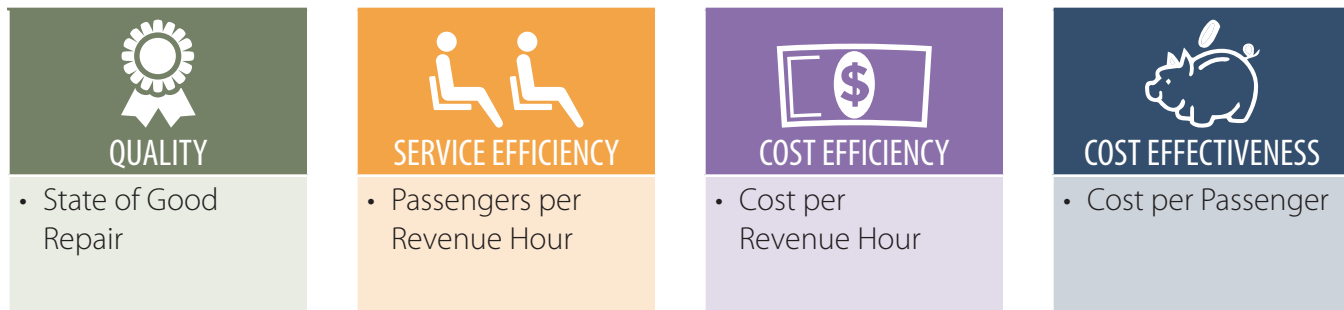 QUALITY
• State of Good
Repair
SERVICE EFFICIENCY
• Passengers per
Revenue Hour
$
COST EFFICIENCY
• Cost per
Revenue Hour
COST EFFECTIVENESS
• Cost per Passenger